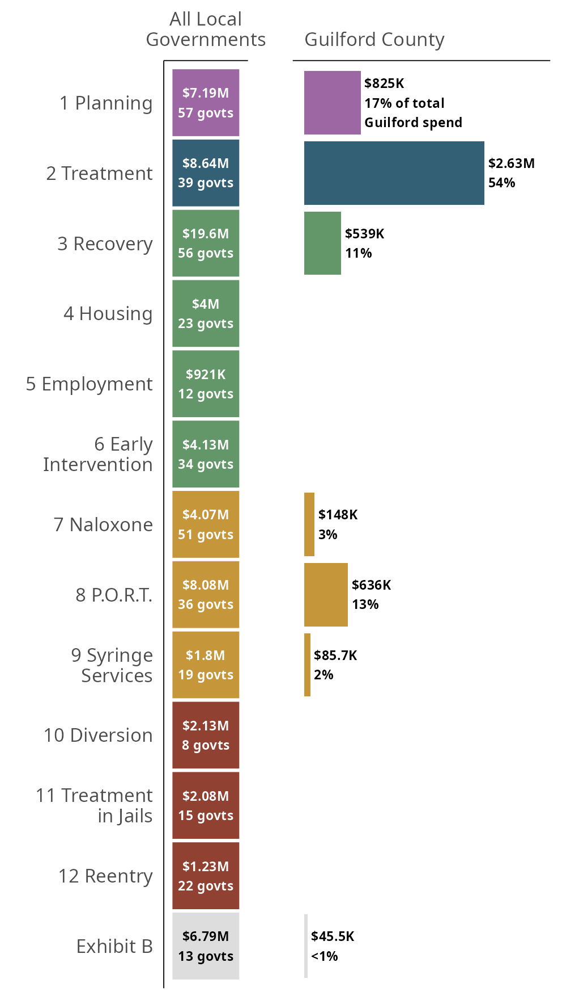 All Local
Governments
Guilford County
1 Planning
$7.19M
57 govts
$825K
17% of total
Guilford spend
2 Treatment
$8.64M
39 govts
$2.63M
54%
3 Recovery
$19.6M
56 govts
$539K
11%
4 Housing
$4M
23 govts
5 Employment
$921K
12 govts
6 Early
Intervention
$4.13M
34 govts
7 Naloxone
$4.07M
51 govts
$148K
3%
8 P.O.R.T.
$8.08M
36 govts
$636K
13%
9 Syringe
Services
$1.8M
19 govts
$85.7K
2%
10 Diversion
$2.13M
8 govts
11 Treatment
in Jails
$2.08M
15 govts
12 Reentry
$1.23M
22 govts
Exhibit B
$6.79M
13 govts
$45.5K
<1%